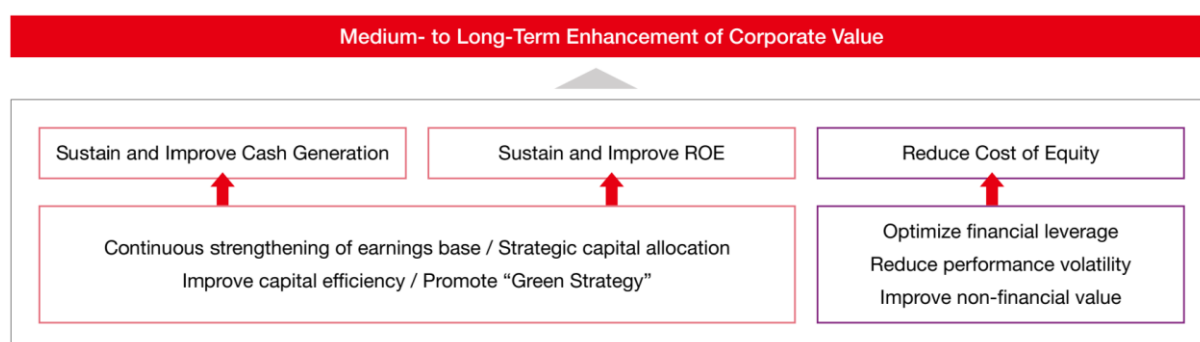 Medium- to Long-Term Enhancement of Corporate Value
Sustain and Improve Cash Generation
Sustain and Improve ROE
Reduce Cost of Equity
Continuous strengthening of earnings base / Strategic capital allocation
Improve capital efficiency / Promote “Green Strategy”
Optimize financial leverage
Reduce performance volatility
Improve non-financial value